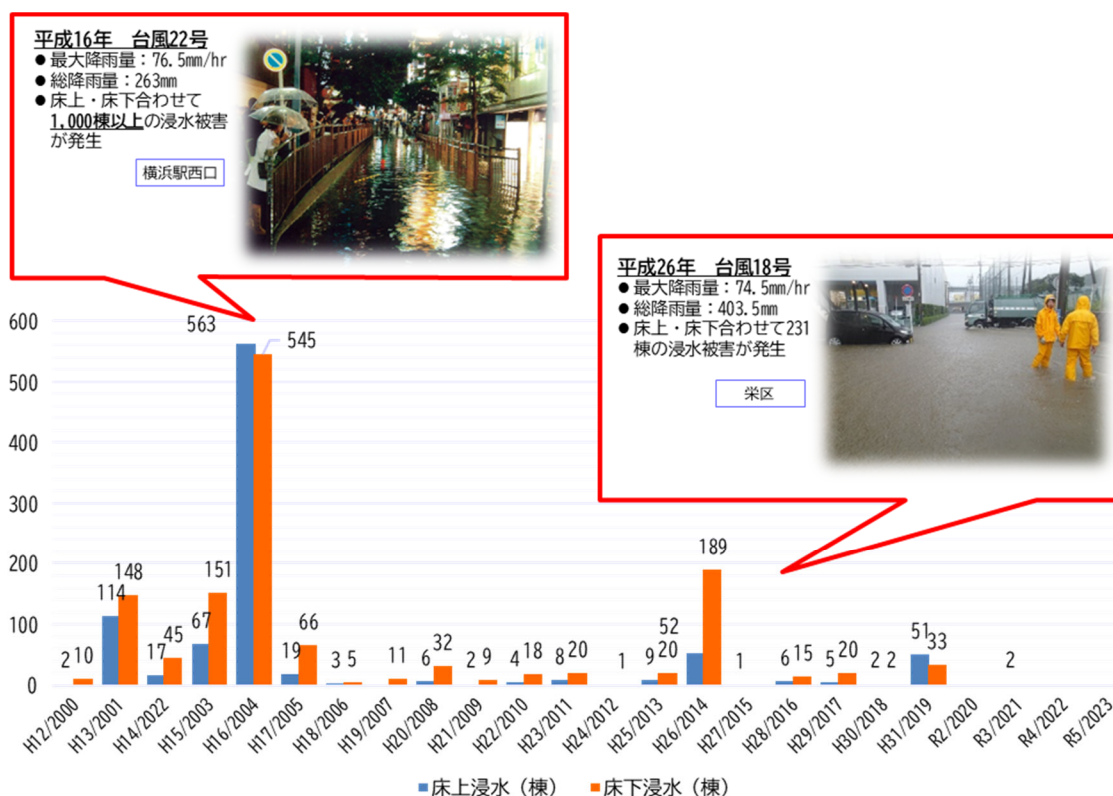 平成16年 台風22号
● 最大降雨量：76.5mm/hr
● 総降雨量：263mm
● 床上・床下合わせて
1,000棟以上の浸水被害
が発生
横浜駅西口
平成26年 台風18号
● 最大降雨量：74.5mm/hr
● 総降雨量：403.5mm
● 床上・床下合わせて231
棟の浸水被害が発生
栄区
600
500
400
300
200
100
0
2 10
114 148
17 45
67 151
563 545
19 66
3 5
11
6 32
2 9
4 18
8 20
1
9 20
52 189
1
6 15
5 20
2 2
51 33
2
H12/2000
H13/2001
H14/2022
H15/2003
H16/2004
H17/2005
H18/2006
H19/2007
H20/2008
H21/2009
H22/2010
H23/2011
H24/2012
H25/2013
H26/2014
H27/2015
H28/2016
H29/2017
H30/2018
H31/2019
R2/2020
R3/2021
R4/2022
R5/2023
■床上浸水（棟） ■床下浸水（棟）